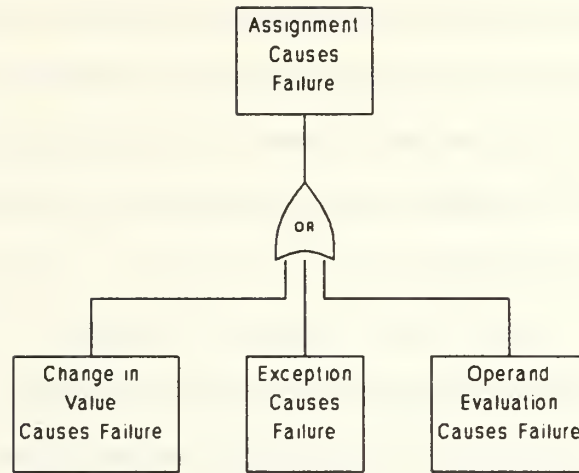 Assignment
Causes
Failure
OR
Change in
Value
Causes Failure
Exception
Causes
Failure
Operand
Evaluation
Causes Failure